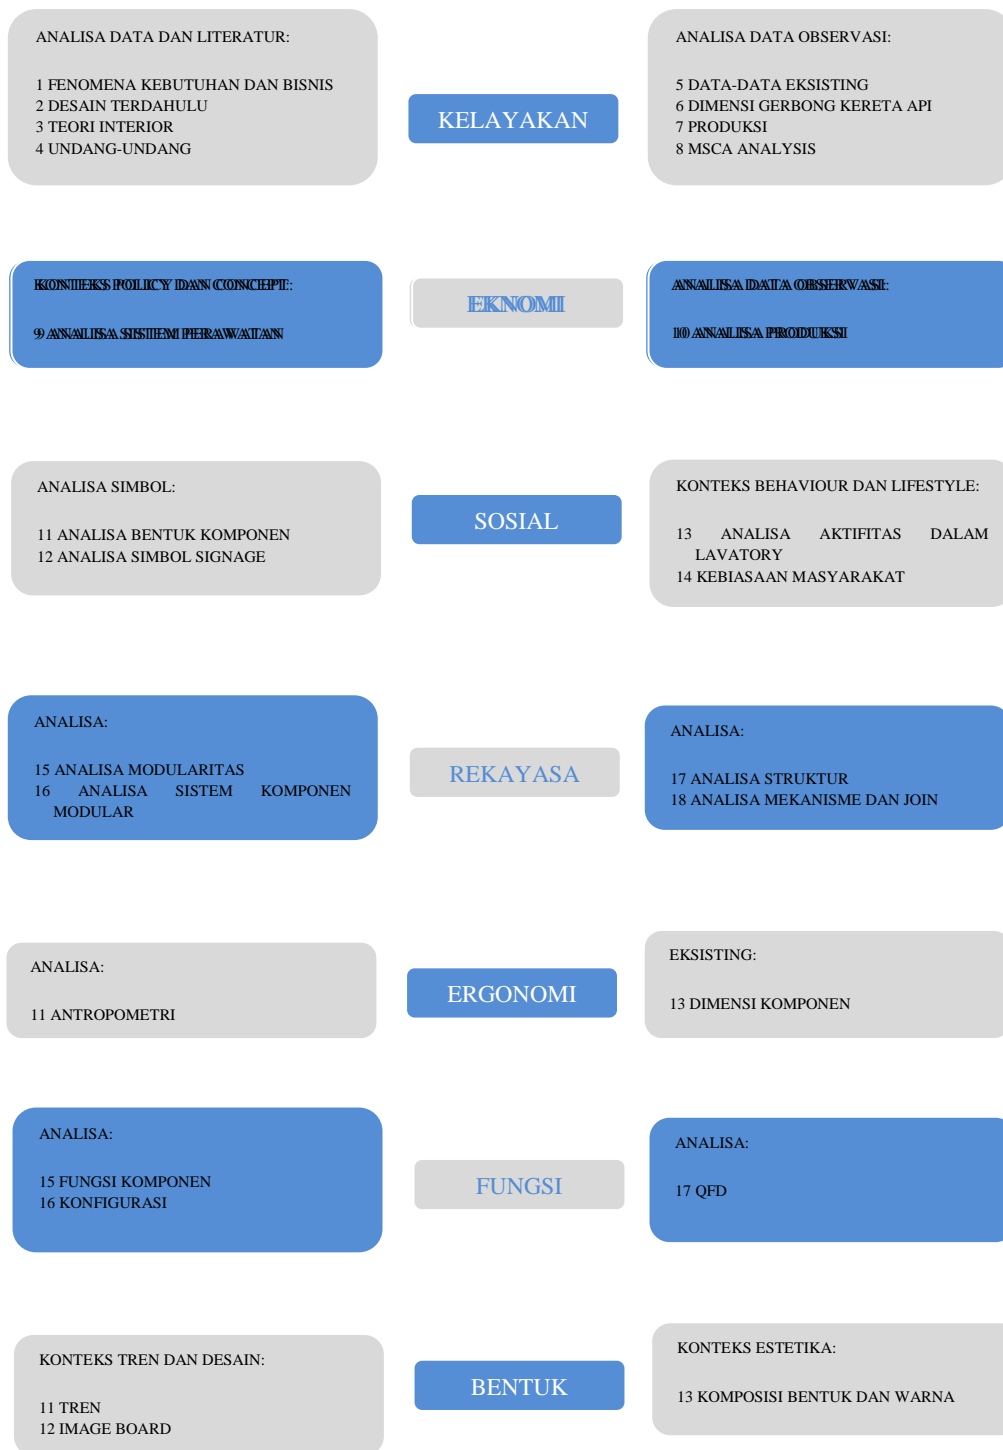 ANALISA DATA DAN LITERATUR:
1 FENOMENA KEBUTUHAN DAN BISNIS
2 DESAIN TERDAHULU
3 TEORI INTERIOR
4 UNDANG-UNDANG
KELAYAKAN
ANALISA DATA OBSERVASI:
5 DATA-DATA EKSISTING
6 DIMENSI GERBONG KERETA API
7 PRODUKSI
8 MSCA ANALYSIS
KONTEKS POLICY DAN CONCEPT:
9 ANALISA SISTEM PERAWATAN
EKNOMI
ANALISA DATA OBSERVASI:
10 ANALISA PRODUKSI
ANALISA SIMBOL:
11 ANALISA BENTUK KOMPONEN
12 ANALISA SIMBOL SIGNAGE
SOSIAL
KONTEKS BEHAVIOUR DAN LIFESTYLE:
13 ANALISA AKTIFITAS DALAM
LAVATORY
14 KEBIASAAN MASYARAKAT
ANALISA:
15 ANALISA MODULARITAS
16 ANALISA SISTEM KOMPONEN
MODULAR
REKAYASA
ANALISA:
17 ANALISA STRUKTUR
18 ANALISA MEKANISME DAN JOIN
ANALISA:
11 ANTROPOMETRI
ERGONOMI
EKSISTING:
13 DIMENSI KOMPONEN
ANALISA:
15 FUNGSI KOMPONEN
16 KONFIGURASI
FUNGSI
ANALISA:
17 QFD
KONTEKS TREN DAN DESAIN:
11 TREN
12 IMAGE BOARD
BENTUK
KONTEKS ESTETIKA:
13 KOMPOSISI BENTUK DAN WARNA